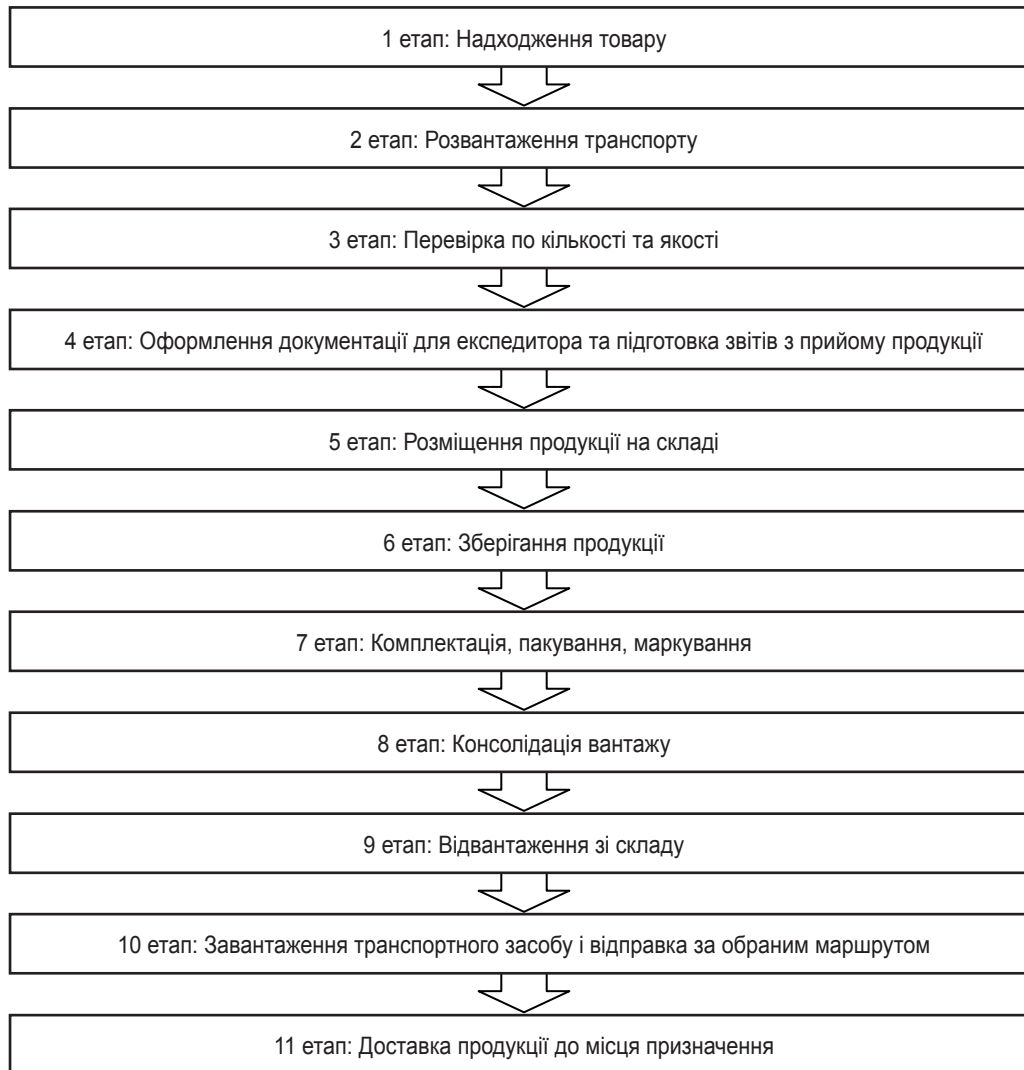 1 етап: Надходження товару
2 етап: Розвантаження транспорту
3 етап: Перевірка по кількості та якості
4 етап: Оформлення документації для експедитора та підготовка звітів з прийому продукції
5 етап: Розміщення продукції на складі
6 етап: Зберігання продукції
7 етап: Комплектація, пакування, маркування
8 етап: Консолідація вантажу
9 етап: Відвантаження зі складу
10 етап: Завантаження транспортного засобу і відправка за обраним маршрутом
11 етап: Доставка продукції до місця призначення